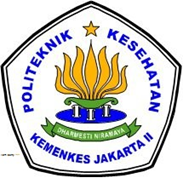 POLITEKNIK KESEHATAN
DHARMESTI NIRAMAYA
KEMENKES JAKARTA II